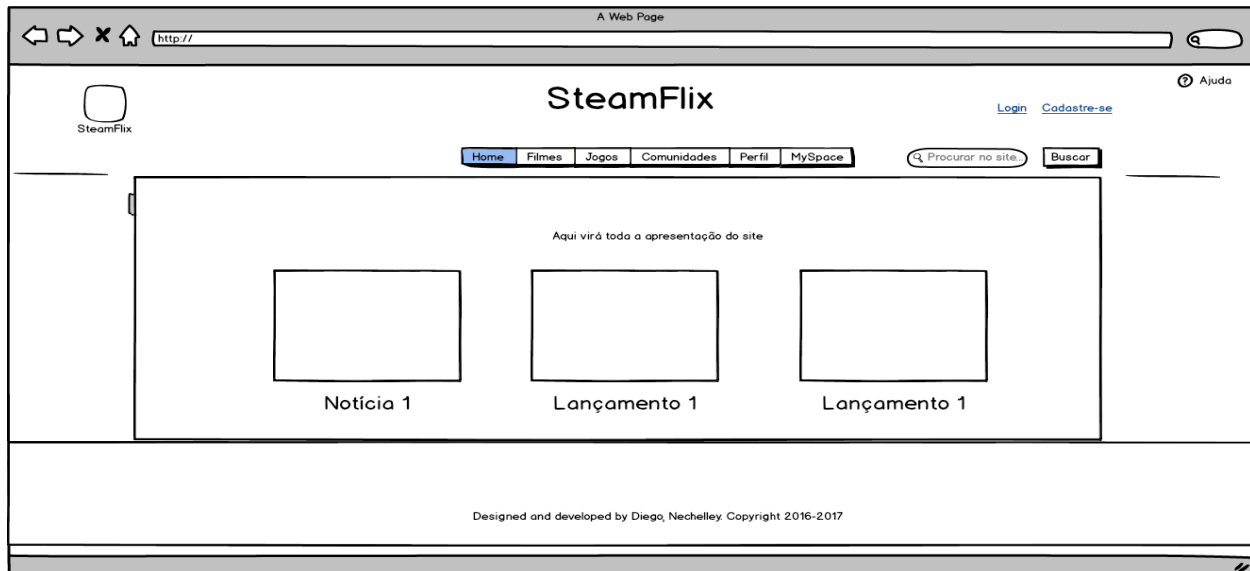 A Web Page
http://
Ajuda
SteamFlix
SteamFlix
Login Cadastre-se
Home Filmes Jogos Comunidades Perfil MySpace Procurar no site... Buscar
Aqui virá toda a apresentação do site
Notícia 1 Lançamento 1 Lançamento 1
Designed and developed by Diego, Nechelley. Copyright 2016-2017